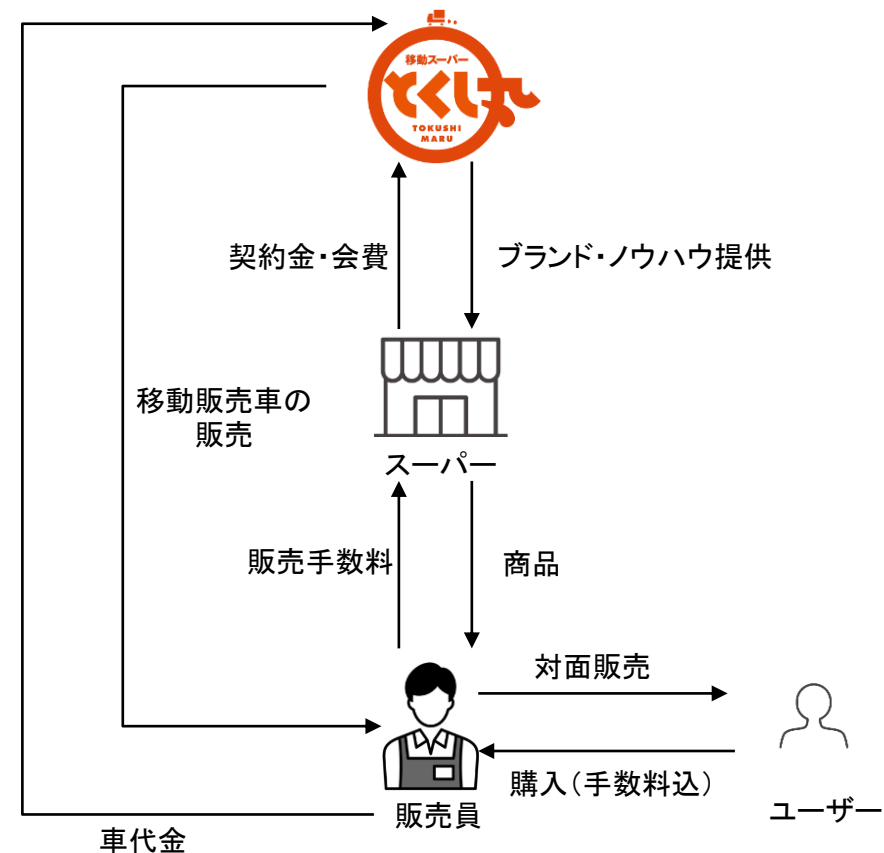 移動スーパー
とくし丸
TOKUSHI
MARU
契約金・会費
ブランド・ノウハウ提供
移動販売車の
販売
スーパー
販売手数料
商品
対面販売
購入（手数料込）
販売員
ユーザー
車代金